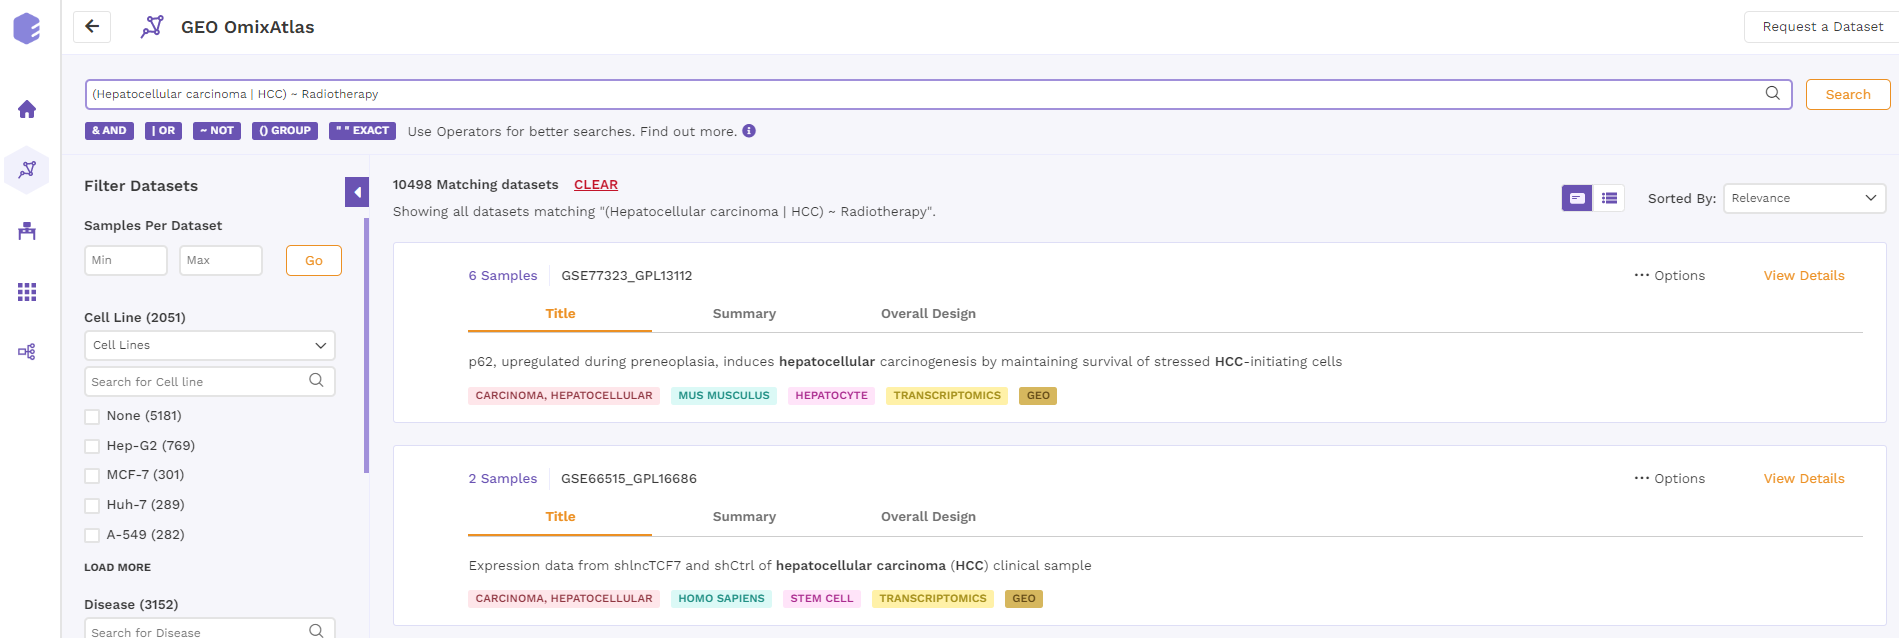 GEO OmixAtlas
Request a Dataset
(Hepatocellular carcinoma | HCC) ~ Radiotherapy
Search
& AND | OR ~ NOT () GROUP " " EXACT Use Operators for better searches. Find out more.
Filter Datasets
Samples Per Dataset
Min Max Go
Cell Line (2051)
Cell Lines
Search for Cell line
None (5181)
Hep-G2 (769)
MCF-7 (301)
Huh-7 (289)
A-549 (282)
LOAD MORE
Disease (3152)
Search for Disease
10498 Matching datasets CLEAR
Showing all datasets matching "(Hepatocellular carcinoma | HCC) ~ Radiotherapy".
Sorted By: Relevance
6 Samples GSE77323_GPL13112 ··· Options View Details
Title Summary Overall Design
p62, upregulated during preneoplasia, induces hepatocellular carcinogenesis by maintaining survival of stressed HCC-initiating cells
CARCINOMA, HEPATOCELLULAR MUS MUSCULUS HEPATOCYTE TRANSCRIPTOMICS GEO
2 Samples GSE66515_GPL16686 ··· Options View Details
Title Summary Overall Design
Expression data from shlncTCF7 and shCtrl of hepatocellular carcinoma (HCC) clinical sample
CARCINOMA, HEPATOCELLULAR HOMO SAPIENS STEM CELL TRANSCRIPTOMICS GEO